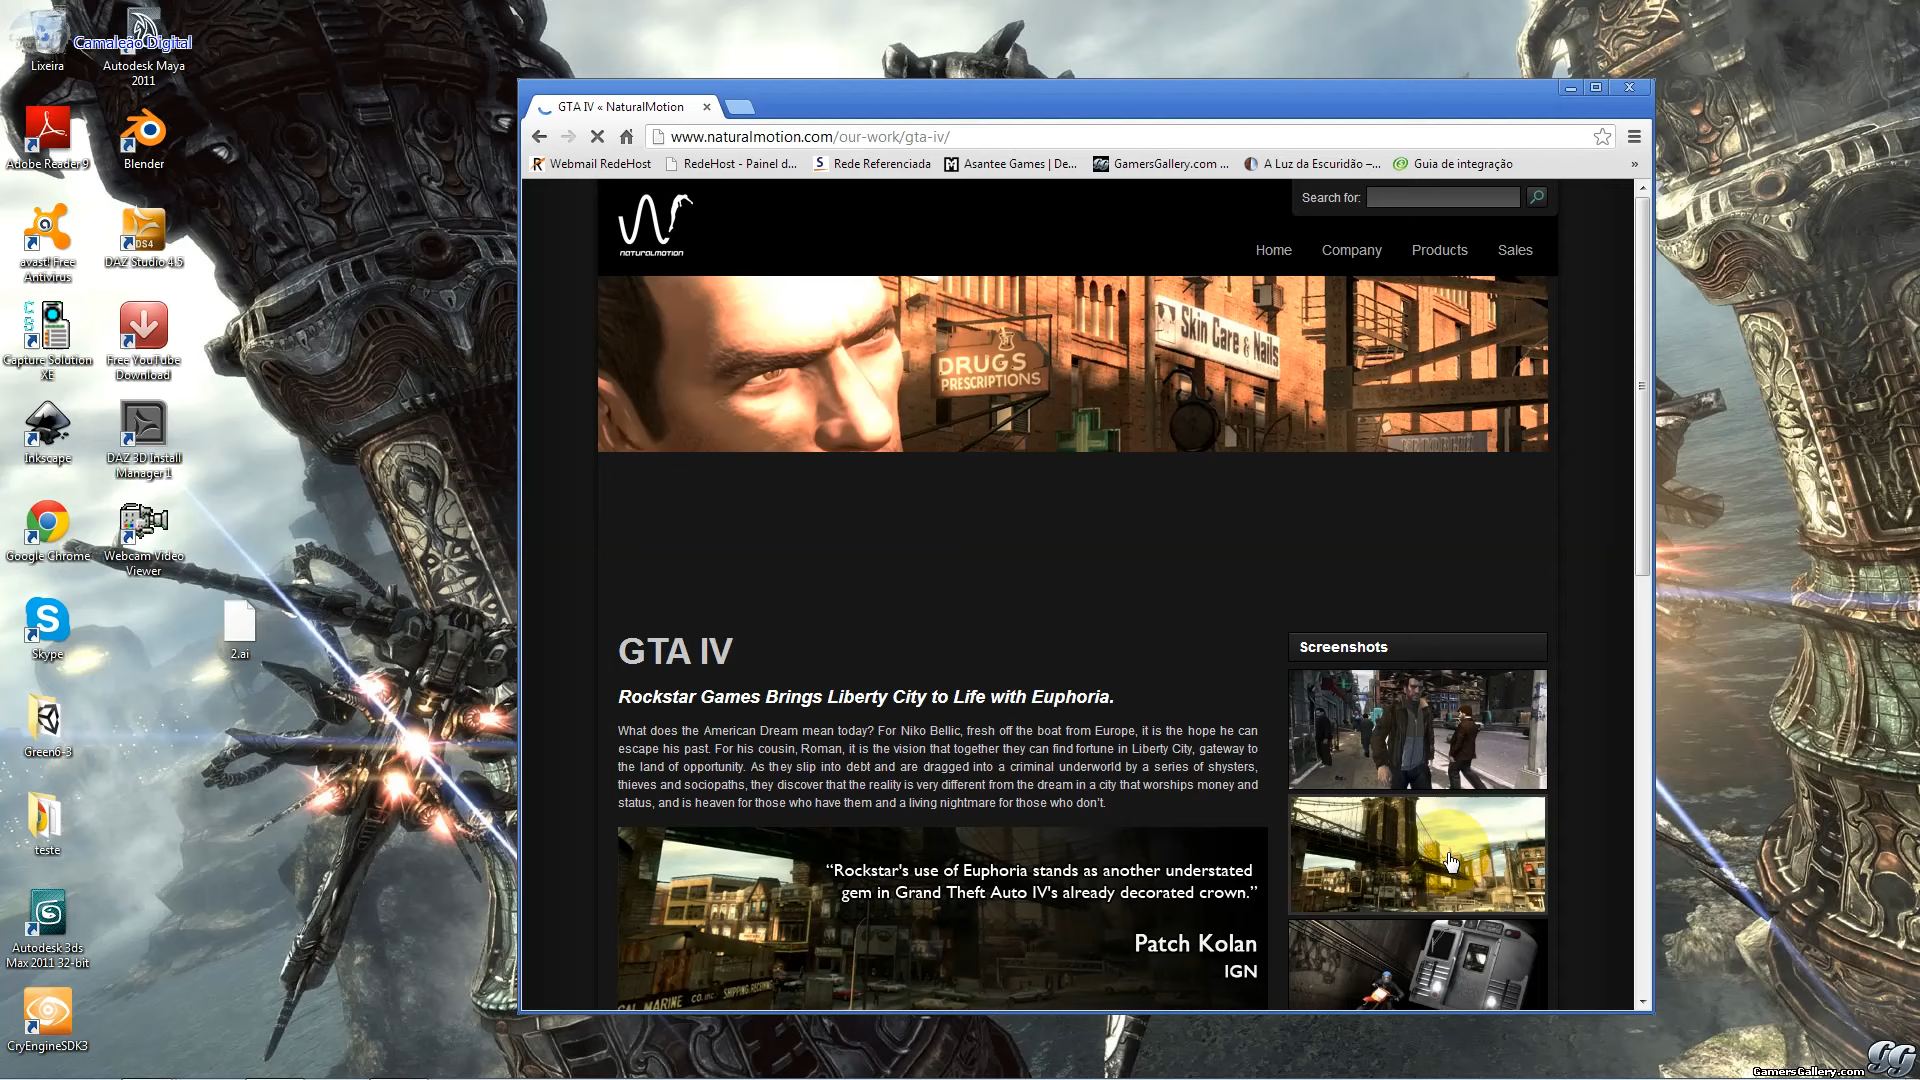 Camaleão Digital
Lixeira
Autodesk Maya
2011
Adobe Reader 9
Blender
avast! Free
Antivirus
DAZ Studio 4.5
DS4
Capture Solution
XE
Free YouTube
Download
Inkscape
DAZ 3D Install
Manager 1
Google Chrome
Webcam Video
Viewer
Skype
2.ai
Green6-3
teste
Autodesk 3ds
Max 2011 32-bit
CryEngineSDK3
GTA IV « NaturalMotion
www.naturalmotion.com/our-work/gta-iv/
Webmail RedeHost
RedeHost - Painel d...
Rede Referenciada
Asantee Games | De...
GamersGallery.com ...
A Luz da Escuridão –...
Guia de integração
»
naturalmotion
Search for:
Home
Company
Products
Sales
DRUGS
PRESCRIPTIONS
Skin Care & Nails
GTA IV
Rockstar Games Brings Liberty City to Life with Euphoria.
What does the American Dream mean today? For Niko Bellic, fresh off the boat from Europe, it is the hope he can
escape his past. For his cousin, Roman, it is the vision that together they can find fortune in Liberty City, gateway to
the land of opportunity. As they slip into debt and are dragged into a criminal underworld by a series of shysters,
thieves and sociopaths, they discover that the reality is very different from the dream in a city that worships money and
status, and is heaven for those who have them and a living nightmare for those who don't.
Screenshots
“Rockstar's use of Euphoria stands as another understated
gem in Grand Theft Auto IV's already decorated crown.”
Patch Kolan
IGN
MARINE CO. INC. SHIPPING
GG
GamersGallery.com